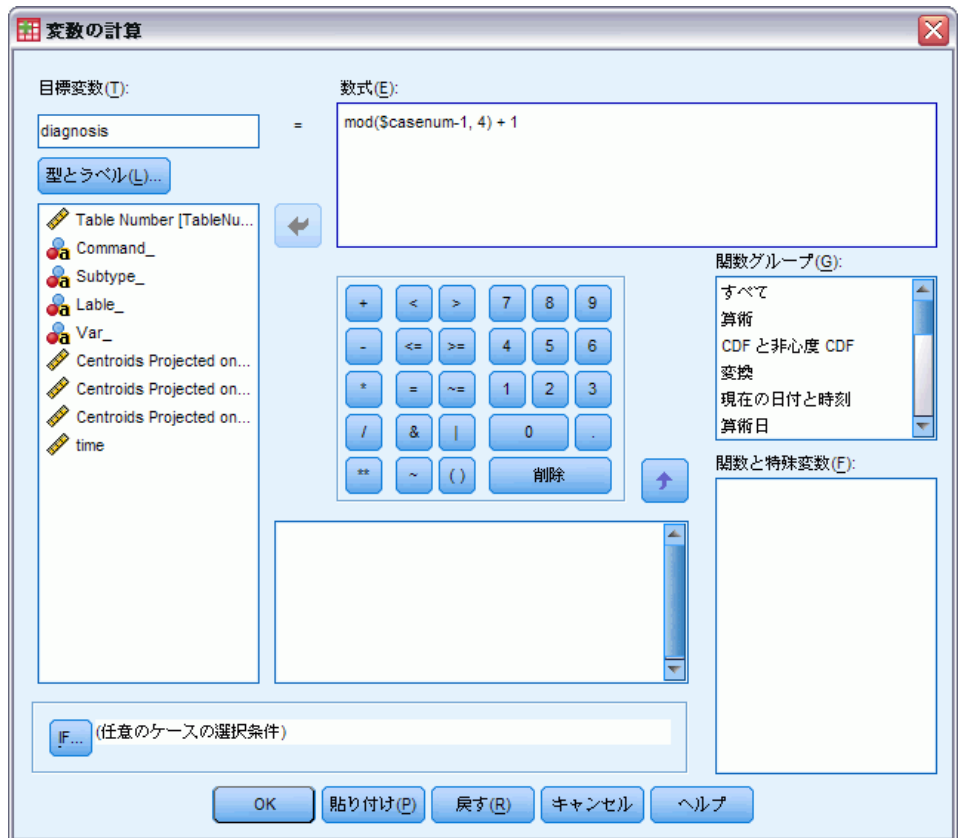 変数の計算
目標変数(T):
diagnosis
=
数式(E):
mod($casenum-1, 4) + 1
型とラベル(L)...
Table Number [TableNu...
Command_
Subtype_
Lable_
Var_
Centroids Projected on...
Centroids Projected on...
Centroids Projected on...
time
+ < > 7 8 9
- <= >= 4 5 6
* = ~= 1 2 3
/ & | 0 .
** ~ ( ) 削除
関数グループ(G):
すべて
算術
CDF と非心度 CDF
変換
現在の日付と時刻
算術日
関数と特殊変数(F):
IF... (任意のケースの選択条件)
OK 貼り付け(P) 戻す(R) キャンセル ヘルプ